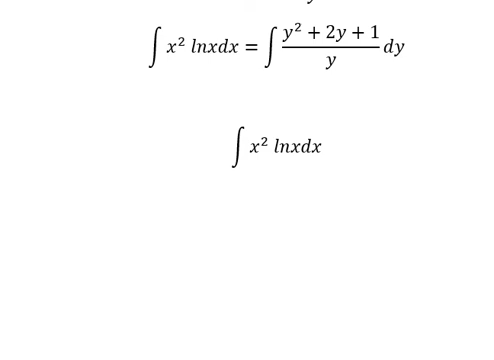 ∫ x² lnxdx = ∫ (y² + 2y + 1)/y dy
∫ x² lnxdx